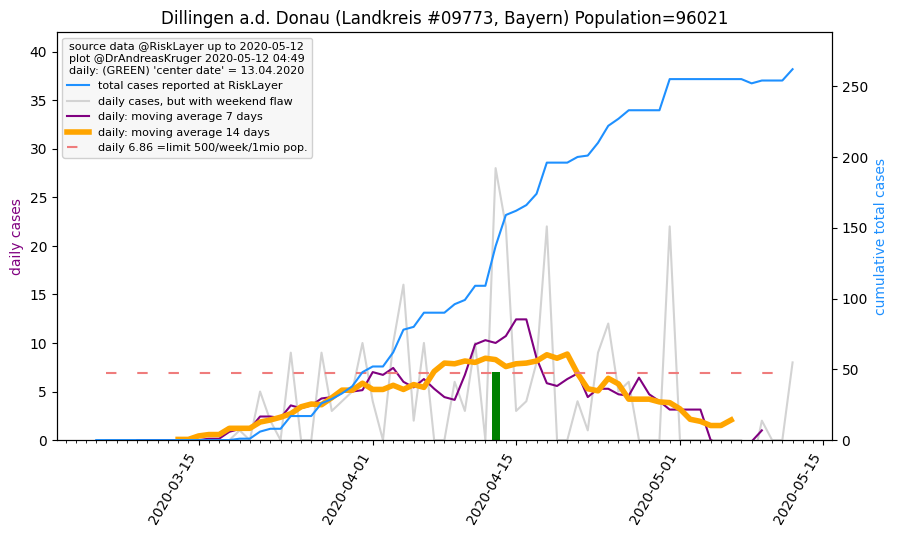 Dillingen a.d. Donau (Landkreis #09773, Bayern) Population=96021
source data @RiskLayer up to 2020-05-12
plot @DrAndreasKruger 2020-05-12 04:49
daily: (GREEN) 'center date' = 13.04.2020
total cases reported at RiskLayer
daily cases, but with weekend flaw
daily: moving average 7 days
daily: moving average 14 days
daily 6.86 =limit 500/week/1mio pop.
daily cases
40
35
30
25
20
15
10
5
0
cumulative total cases
250
200
150
100
50
0
2020-03-15
2020-04-01
2020-04-15
2020-05-01
2020-05-15